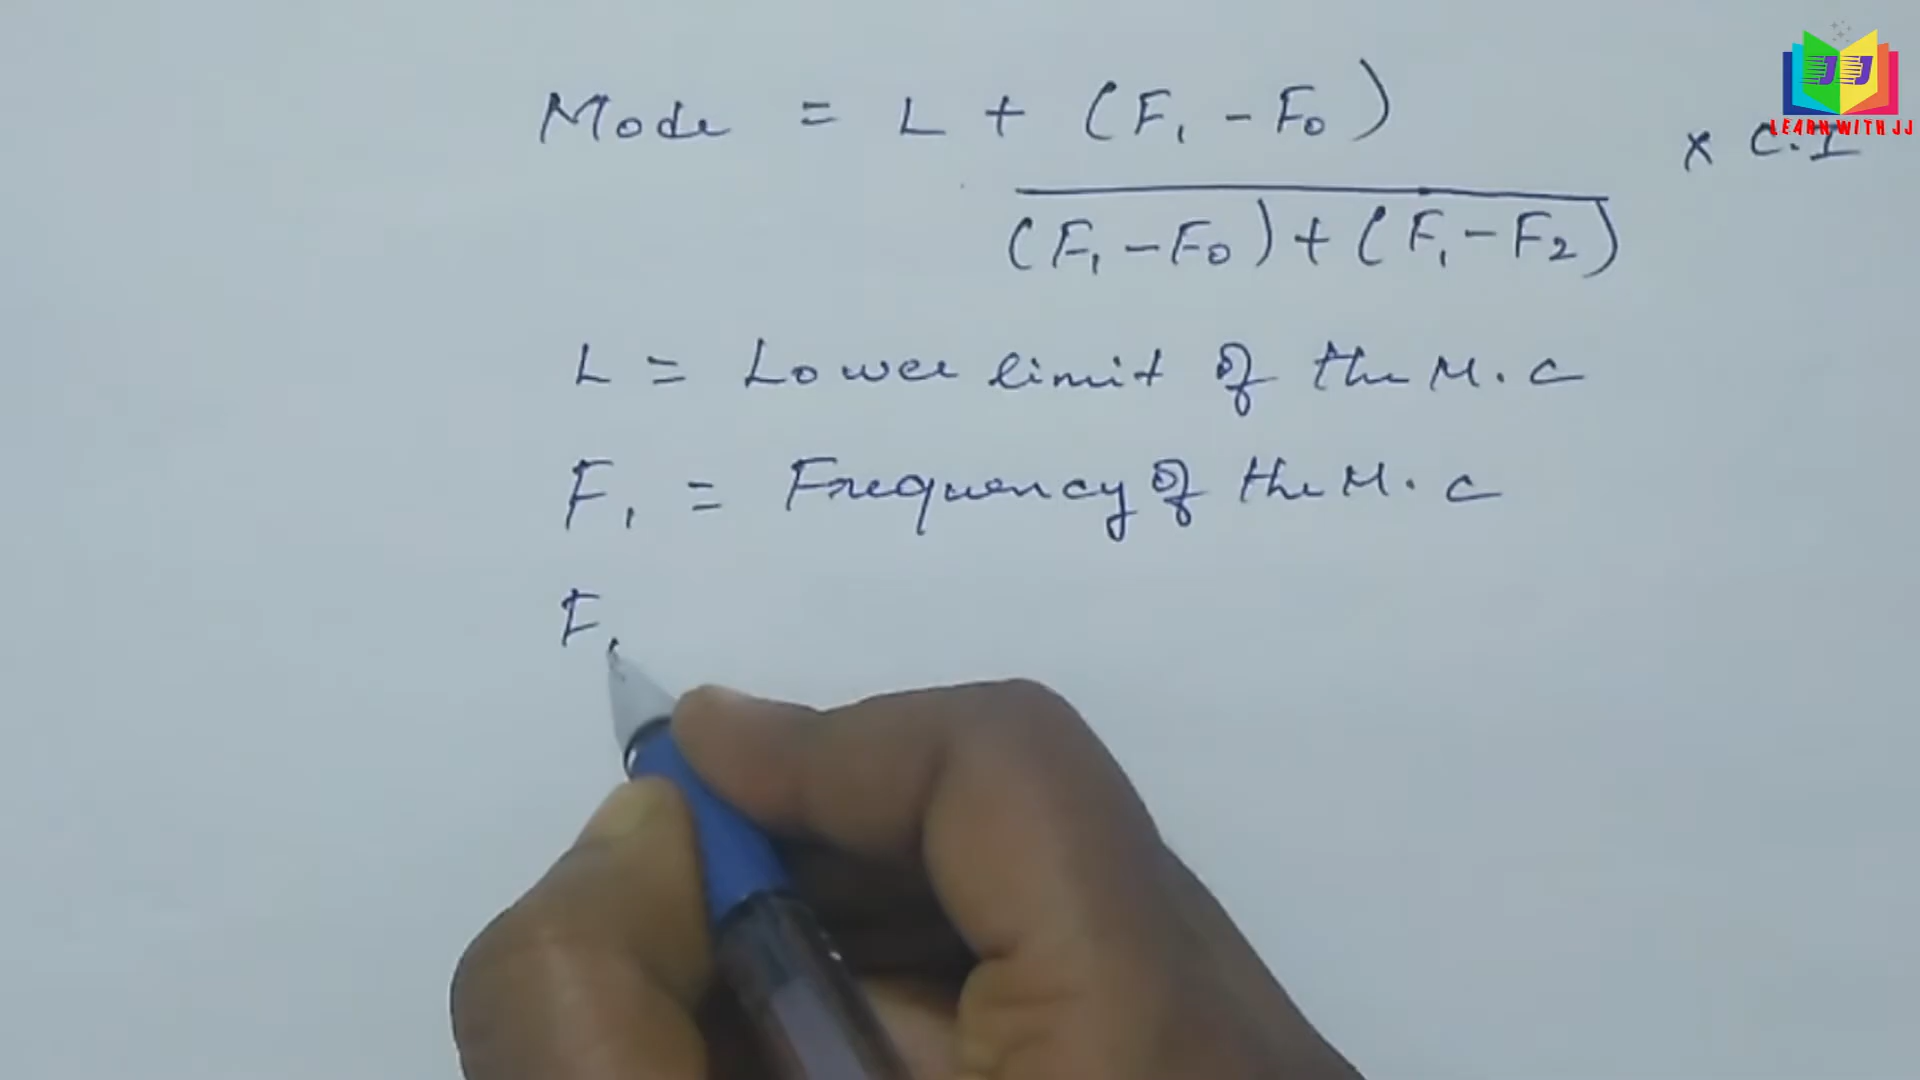 Mode = L + (F₁ - F₀)
LEARN WITH JJ
x C.I
(F₁ - F₀) + (F₁ - F₂)
L = Lower limit of the M.C
F₁ = Frequency of the M.C
F